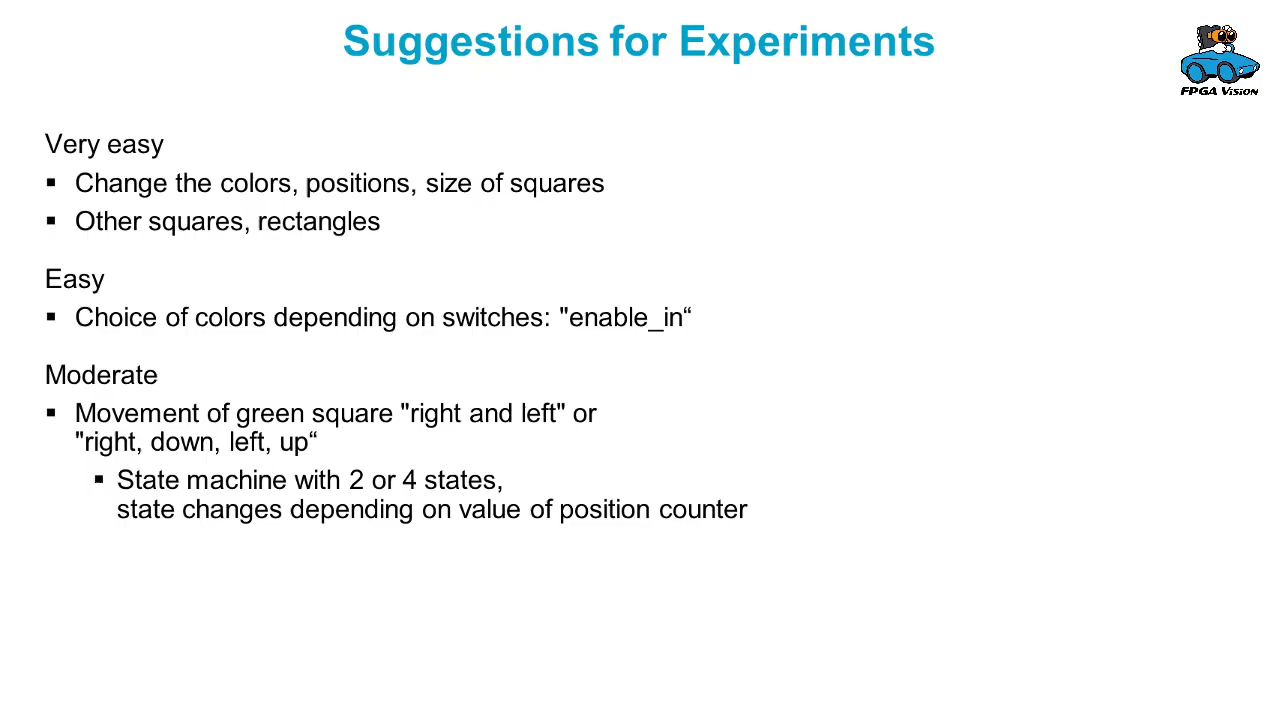 Suggestions for Experiments
FPGA Vision
Very easy
▪ Change the colors, positions, size of squares
▪ Other squares, rectangles
Easy
▪ Choice of colors depending on switches: "enable_in“
Moderate
▪ Movement of green square "right and left" or
"right, down, left, up“
▪ State machine with 2 or 4 states,
state changes depending on value of position counter